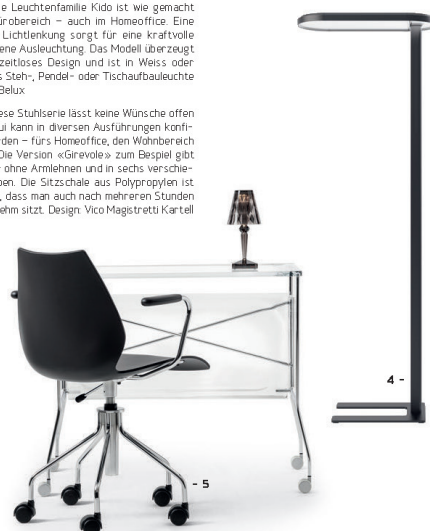 e Leuchtenfamilie Kido ist wie gemacht
ürobereich – auch im Homeoffice. Eine
Lichtlenkung sorgt für eine kraftvolle
ene Ausleuchtung. Das Modell überzeugt
zeitloses Design und ist in Weiss oder
s Steh-, Pendel- oder Tischaufbauleuchte
Belux
ese Stuhlserie lässt keine Wünsche offen
ui kann in diversen Ausführungen konfi-
rden – fürs Homeoffice, den Wohnbereich
Die Version «Girevole» zum Bespiel gibt
ohne Armlehnen und in sechs verschie-
ben. Die Sitzschale aus Polypropylen ist
, dass man auch nach mehreren Stunden
ehm sitzt. Design: Vico Magistretti Kartell
4 -
- 5